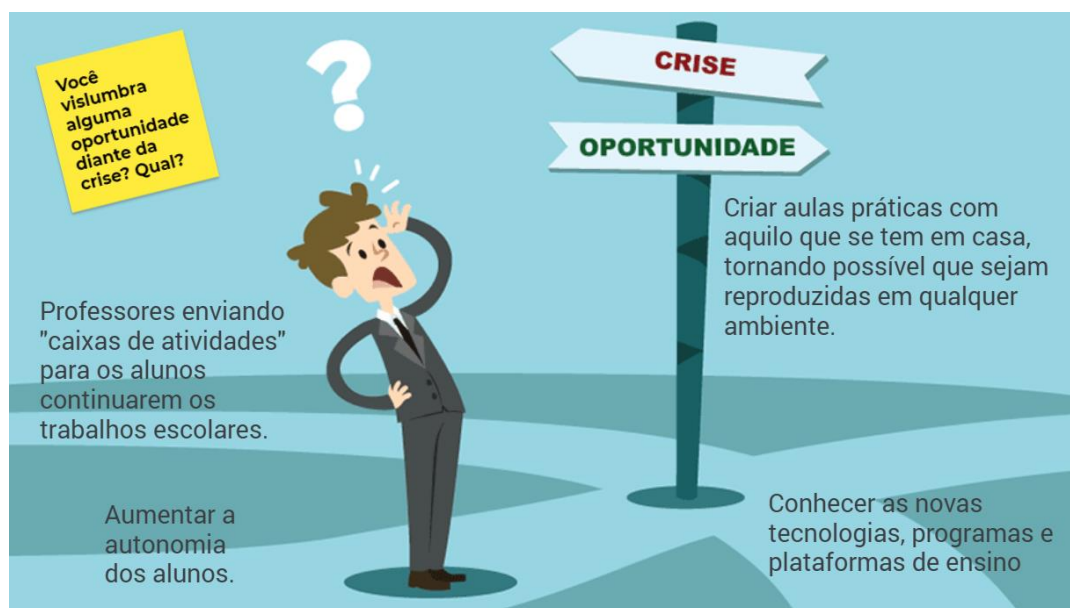 Você
vislumbra
alguma
oportunidade
diante da
crise? Qual?
?
CRISE
OPORTUNIDADE
Criar aulas práticas com
aquilo que se tem em casa,
tornando possível que sejam
reproduzidas em qualquer
ambiente.
Professores enviando
"caixas de atividades"
para os alunos
continuarem os
trabalhos escolares.
Aumentar a
autonomia
dos alunos.
Conhecer as novas
tecnologias, programas e
plataformas de ensino